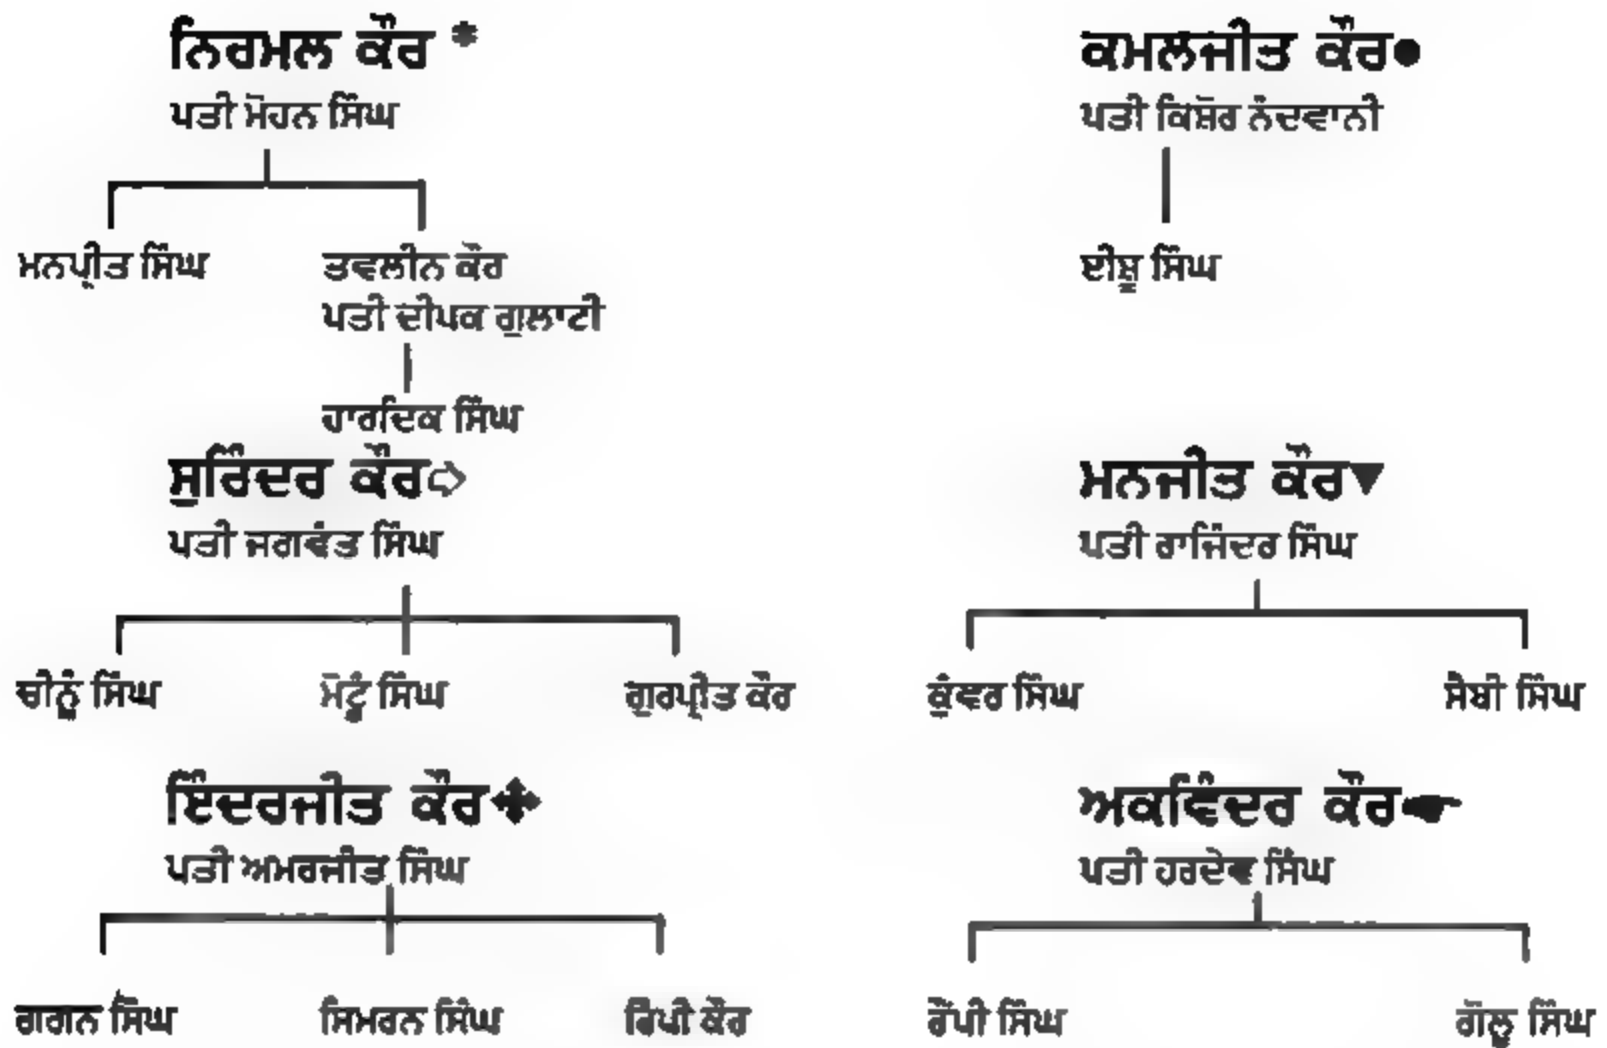 ਨਿਰਮਲ ਕੌਰ *
ਪਤੀ ਮੋਹਨ ਸਿੰਘ
ਮਨਪ੍ਰੀਤ ਸਿੰਘ
ਤਵਲੀਨ ਕੌਰ
ਪਤੀ ਦੀਪਕ ਗੁਲਾਟੀ
ਹਾਰਦਿਕ ਸਿੰਘ
ਕਮਲਜੀਤ ਕੌਰ●
ਪਤੀ ਕਿਸ਼ੋਰ ਨੰਦਵਾਨੀ
ਈਸ਼ੂ ਸਿੰਘ
ਸੁਰਿੰਦਰ ਕੌਰ➪
ਪਤੀ ਜਗਵੰਤ ਸਿੰਘ
ਚੀਨੂੰ ਸਿੰਘ
ਮੋਟੂੰ ਸਿੰਘ
ਗੁਰਪ੍ਰੀਤ ਕੌਰ
ਮਨਜੀਤ ਕੌਰ▼
ਪਤੀ ਰਾਜਿੰਦਰ ਸਿੰਘ
ਕੁੰਵਰ ਸਿੰਘ
ਸੈਬੀ ਸਿੰਘ
ਇੰਦਰਜੀਤ ਕੌਰ✤
ਪਤੀ ਅਮਰਜੀਤ ਸਿੰਘ
ਗਗਨ ਸਿੰਘ
ਸਿਮਰਨ ਸਿੰਘ
ਰਿੰਪੀ ਕੌਰ
ਅਕਵਿੰਦਰ ਕੌਰ☛
ਪਤੀ ਹਰਦੇਵ ਸਿੰਘ
ਰੌਂਪੀ ਸਿੰਘ
ਗੋਲੂ ਸਿੰਘ